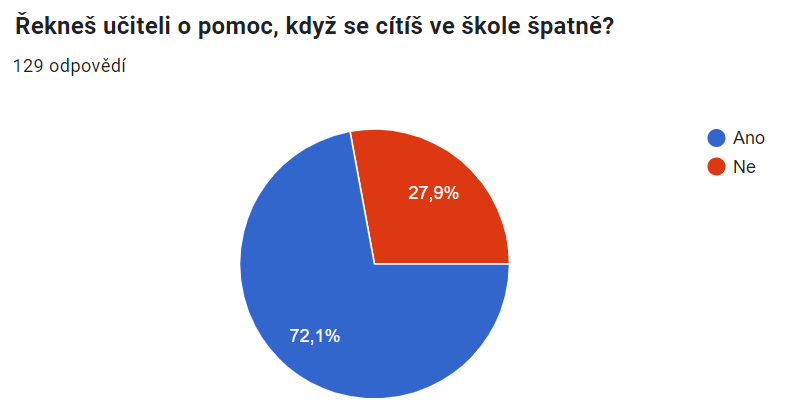 Řekneš učiteli o pomoc, když se cítíš ve škole špatně?
129 odpovědí
Ano
Ne
27,9%
72,1%